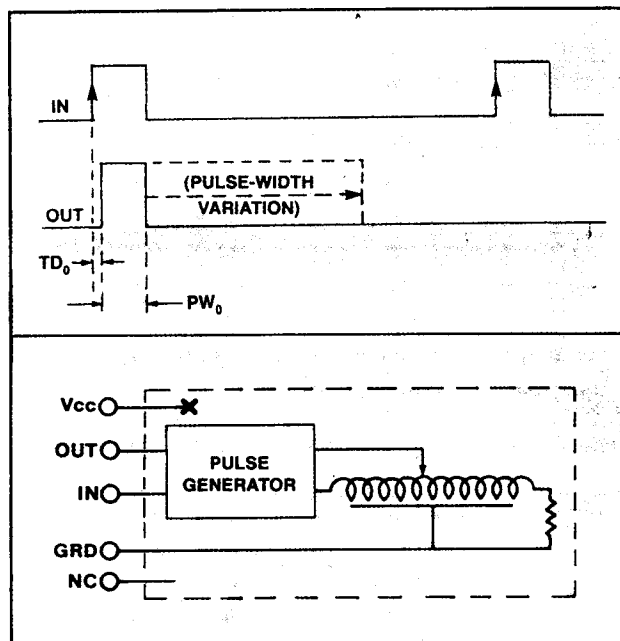 IN
(PULSE-WIDTH
VARIATION)
OUT
TD₀
PW₀
Vcc
OUT
PULSE
GENERATOR
IN
GRD
NC